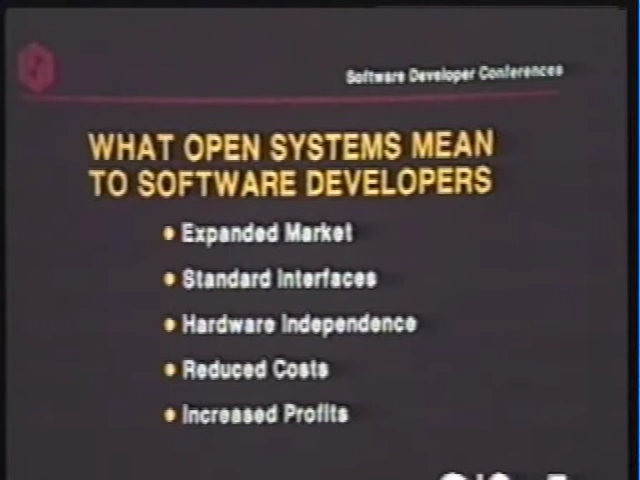 Software Developer Conferences
WHAT OPEN SYSTEMS MEAN
TO SOFTWARE DEVELOPERS
• Expanded Market
• Standard Interfaces
• Hardware Independence
• Reduced Costs
• Increased Profits